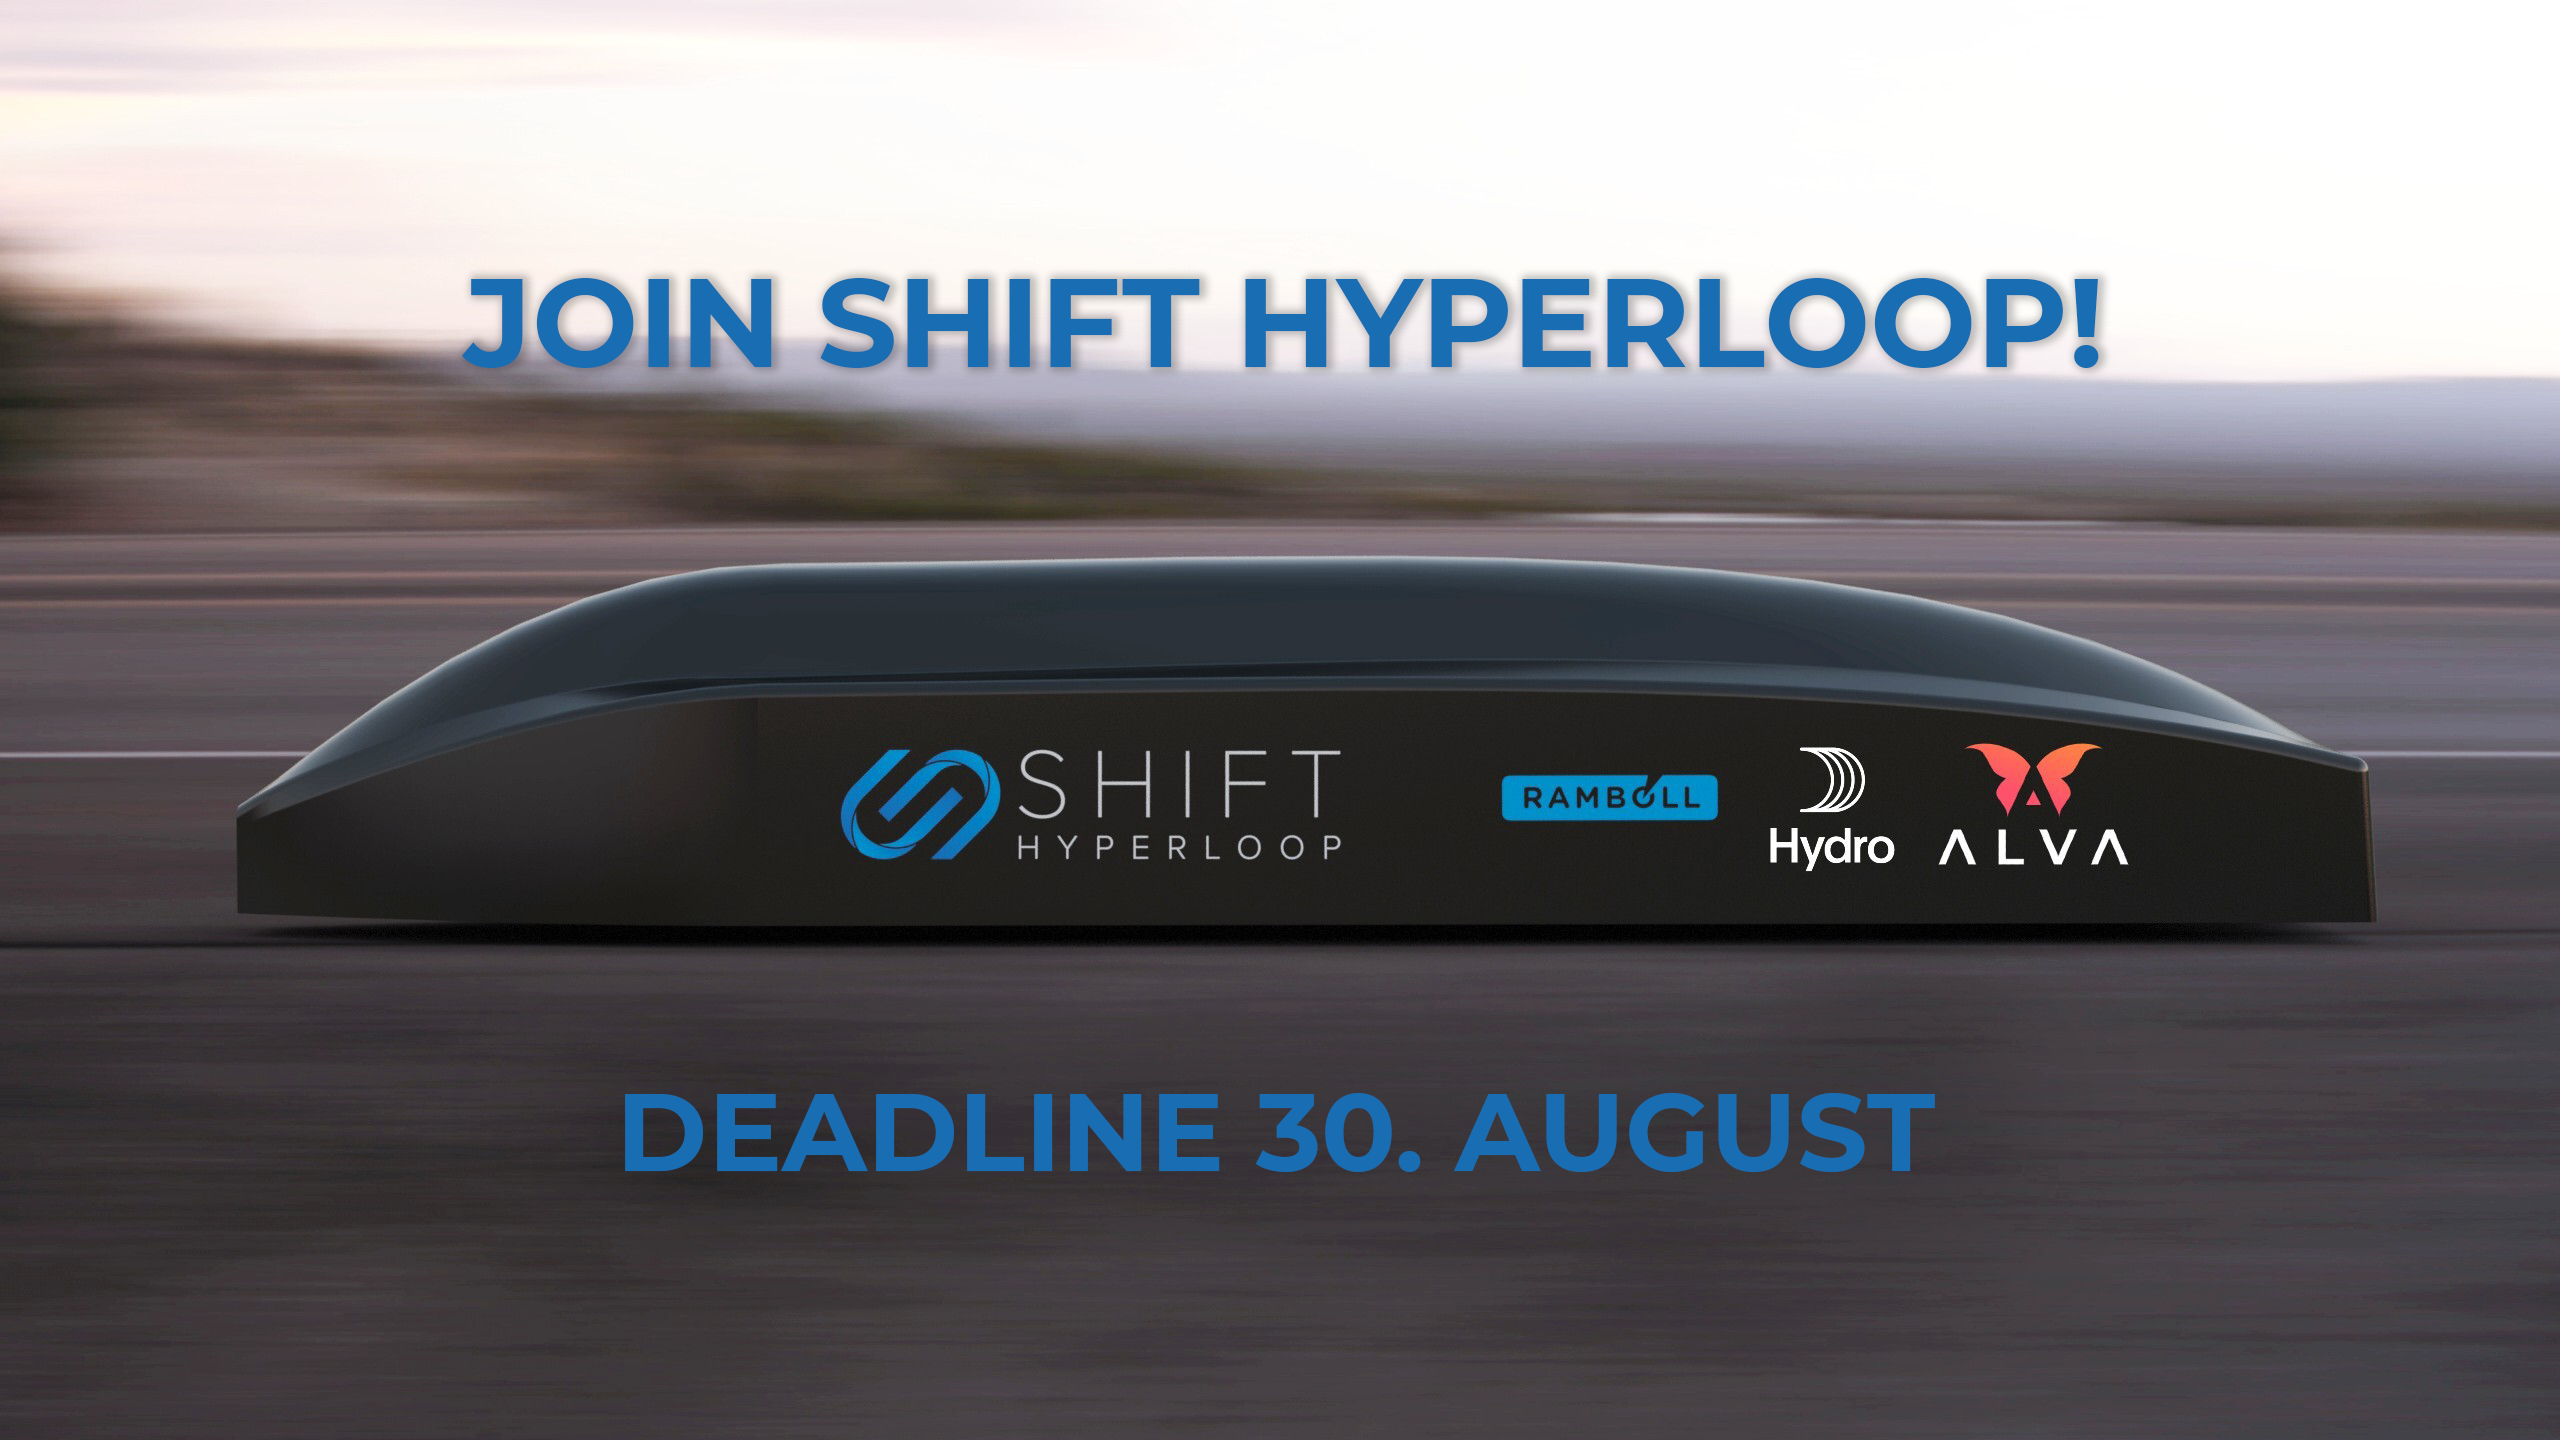 JOIN SHIFT HYPERLOOP!
SHIFT
HYPERLOOP
RAMBOLL
Hydro
ALVA
DEADLINE 30. AUGUST